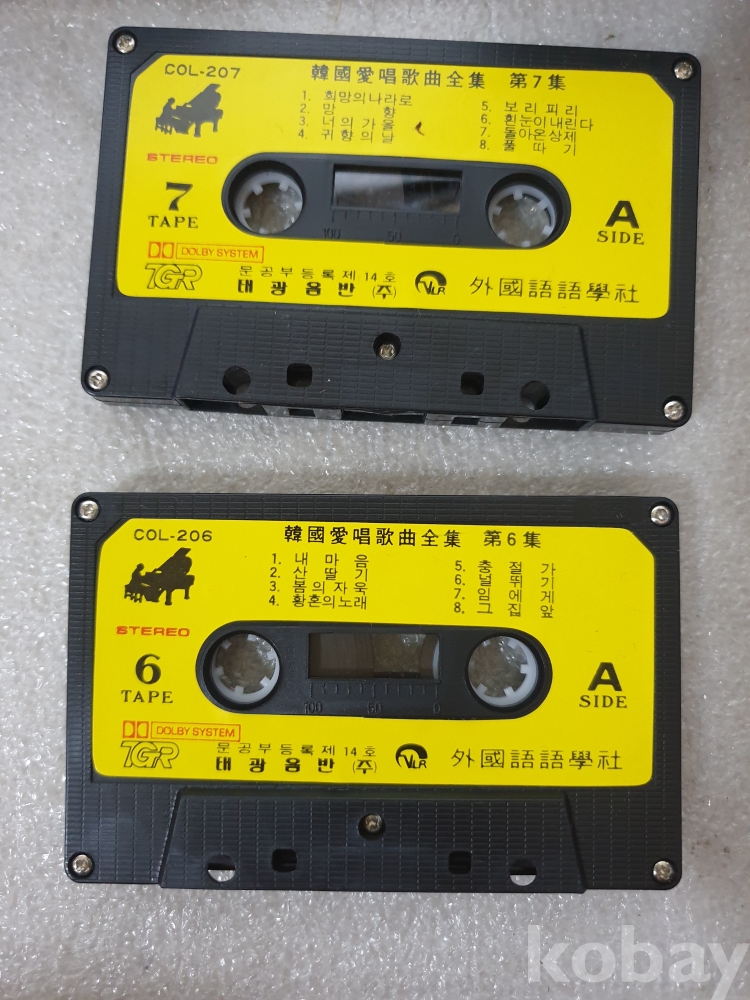 COL-207
韓國愛唱歌曲全集 第7集
1. 희망의나라로
2. 망 향
3. 너의 가을
4. 귀향의날
5. 보리피리
6. 흰눈이내린다
7. 돌아온상제
8. 풀따기
STEREO
7
TAPE
A
SIDE
DOLBY SYSTEM
100 50 0
TGR
문공부등록제14호
태광음반(주)
VLR
外國語語學社
COL-206
韓國愛唱歌曲全集 第6集
1. 내마음
2. 산딸기
3. 봄의자욱
4. 황혼의노래
5. 충절가
6. 널뛰기
7. 임에게
8. 그집앞
STEREO
6
TAPE
A
SIDE
100 50 0
DOLBY SYSTEM
TGR
문공부등록제14호
태광음반(주)
VLR
外國語語學社
kobay